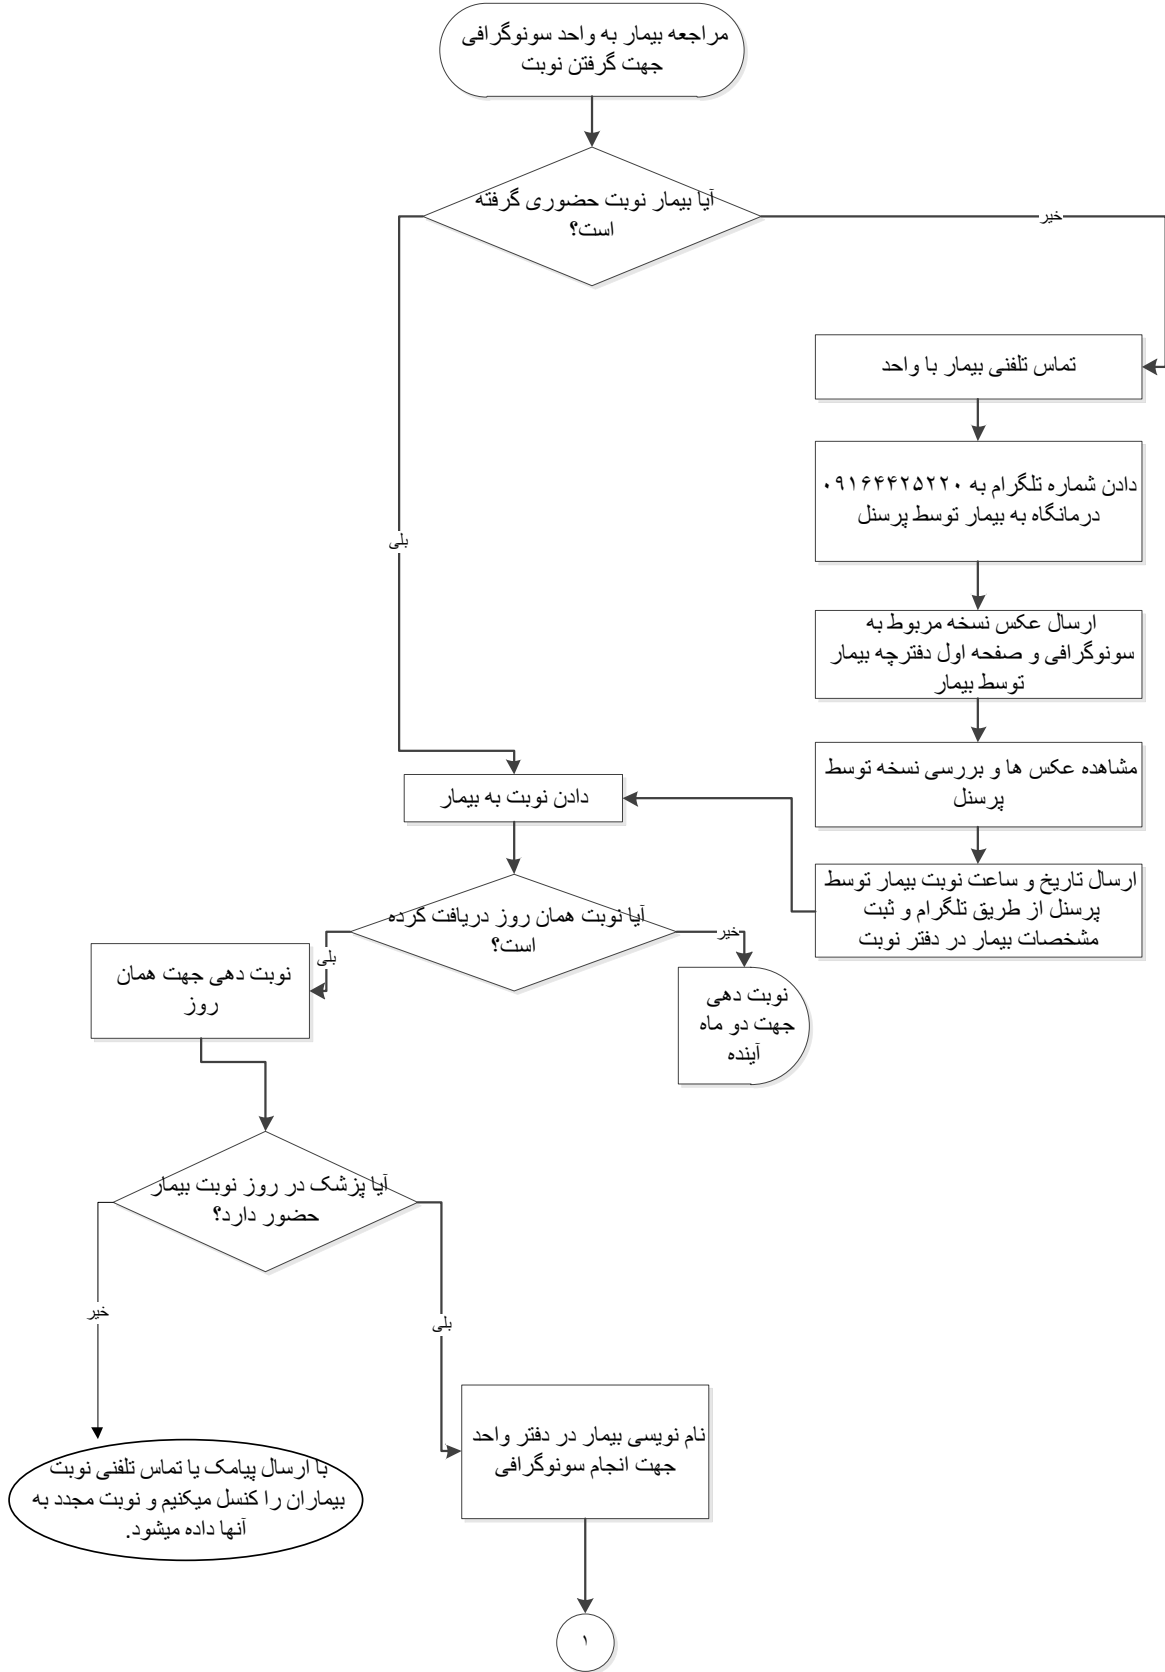 مراجعه بیمار به واحد سونوگرافی
جهت گرفتن نوبت
آیا بیمار نوبت حضوری گرفته
است؟
خیر
تماس تلفنی بیمار با واحد
دادن شماره تلگرام به ۰۹۱۶۴۴۲۵۲۲۰
درمانگاه به بیمار توسط پرسنل
بلی
ارسال عکس نسخه مربوط به
سونوگرافی و صفحه اول دفترچه بیمار
توسط بیمار
مشاهده عکس ها و بررسی نسخه توسط
پرسنل
ارسال تاریخ و ساعت نوبت بیمار توسط
پرسنل از طریق تلگرام و ثبت
مشخصات بیمار در دفتر نوبت
دادن نوبت به بیمار
آیا نوبت همان روز دریافت کرده
است؟
خیر
بلی
نوبت دهی
جهت دو ماه
آینده
نوبت دهی جهت همان
روز
آیا پزشک در روز نوبت بیمار
حضور دارد؟
خیر
بلی
نام نویسی بیمار در دفتر واحد
جهت انجام سونوگرافی
با ارسال پیامک یا تماس تلفنی نوبت
بیماران را کنسل میکنیم و نوبت مجدد به
آنها داده میشود.
۱